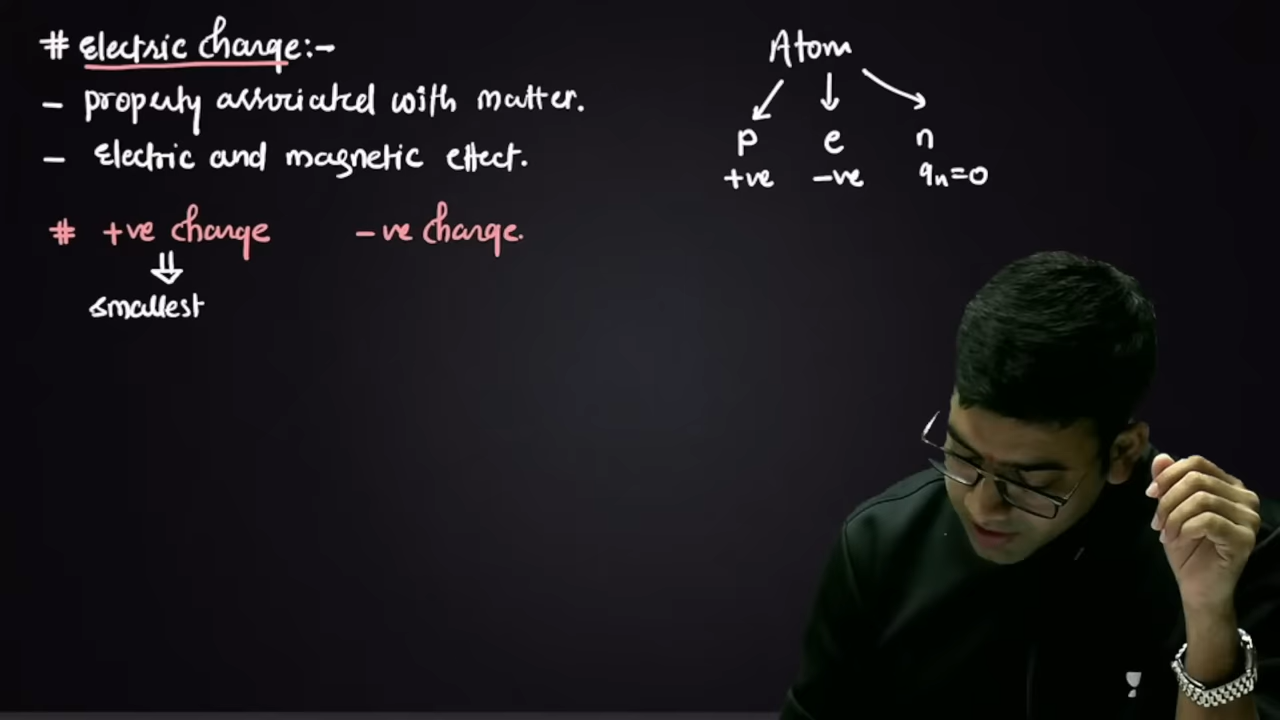 # Electric charge:-
- property associated with matter.
- Electric and magnetic effect.
# +ve charge -ve charge.
⇓
smallest
Atom
p e n
+ve -ve qn=0